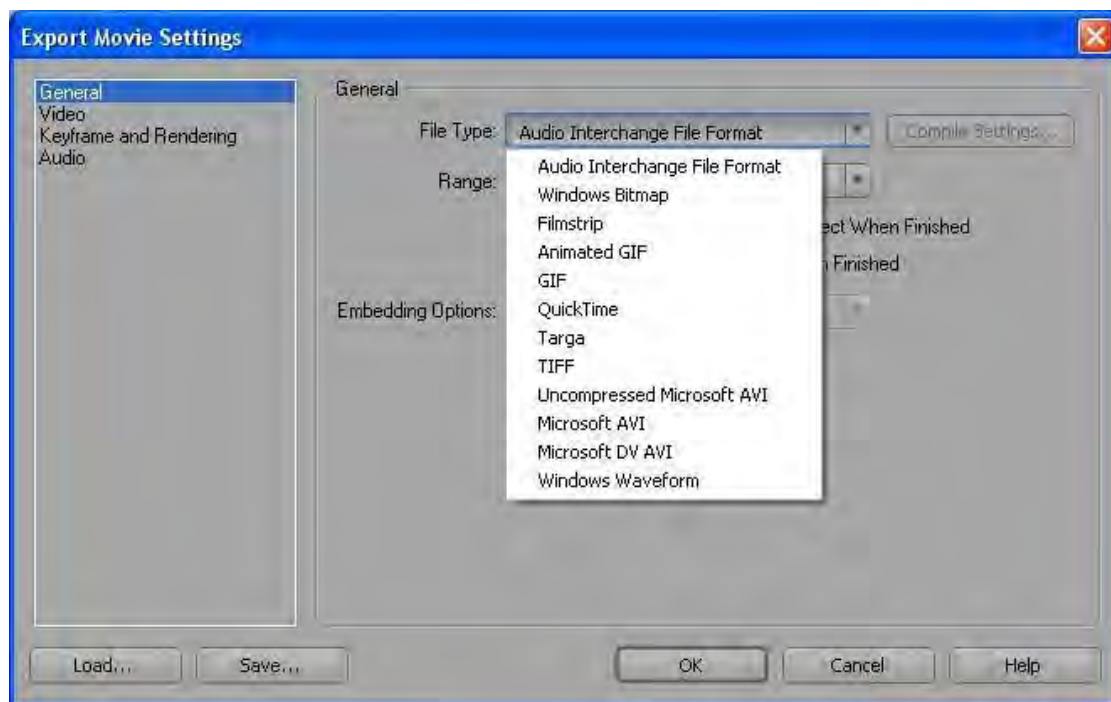 Export Movie Settings
General
Video
Keyframe and Rendering
Audio
General
File Type:
Audio Interchange File Format
Compile Settings...
Range:
Audio Interchange File Format
Windows Bitmap
Filmstrip
Animated GIF
GIF
QuickTime
Targa
TIFF
Uncompressed Microsoft AVI
Microsoft AVI
Microsoft DV AVI
Windows Waveform
When Finished
Finished
Embedding Options:
Load...
Save...
OK
Cancel
Help